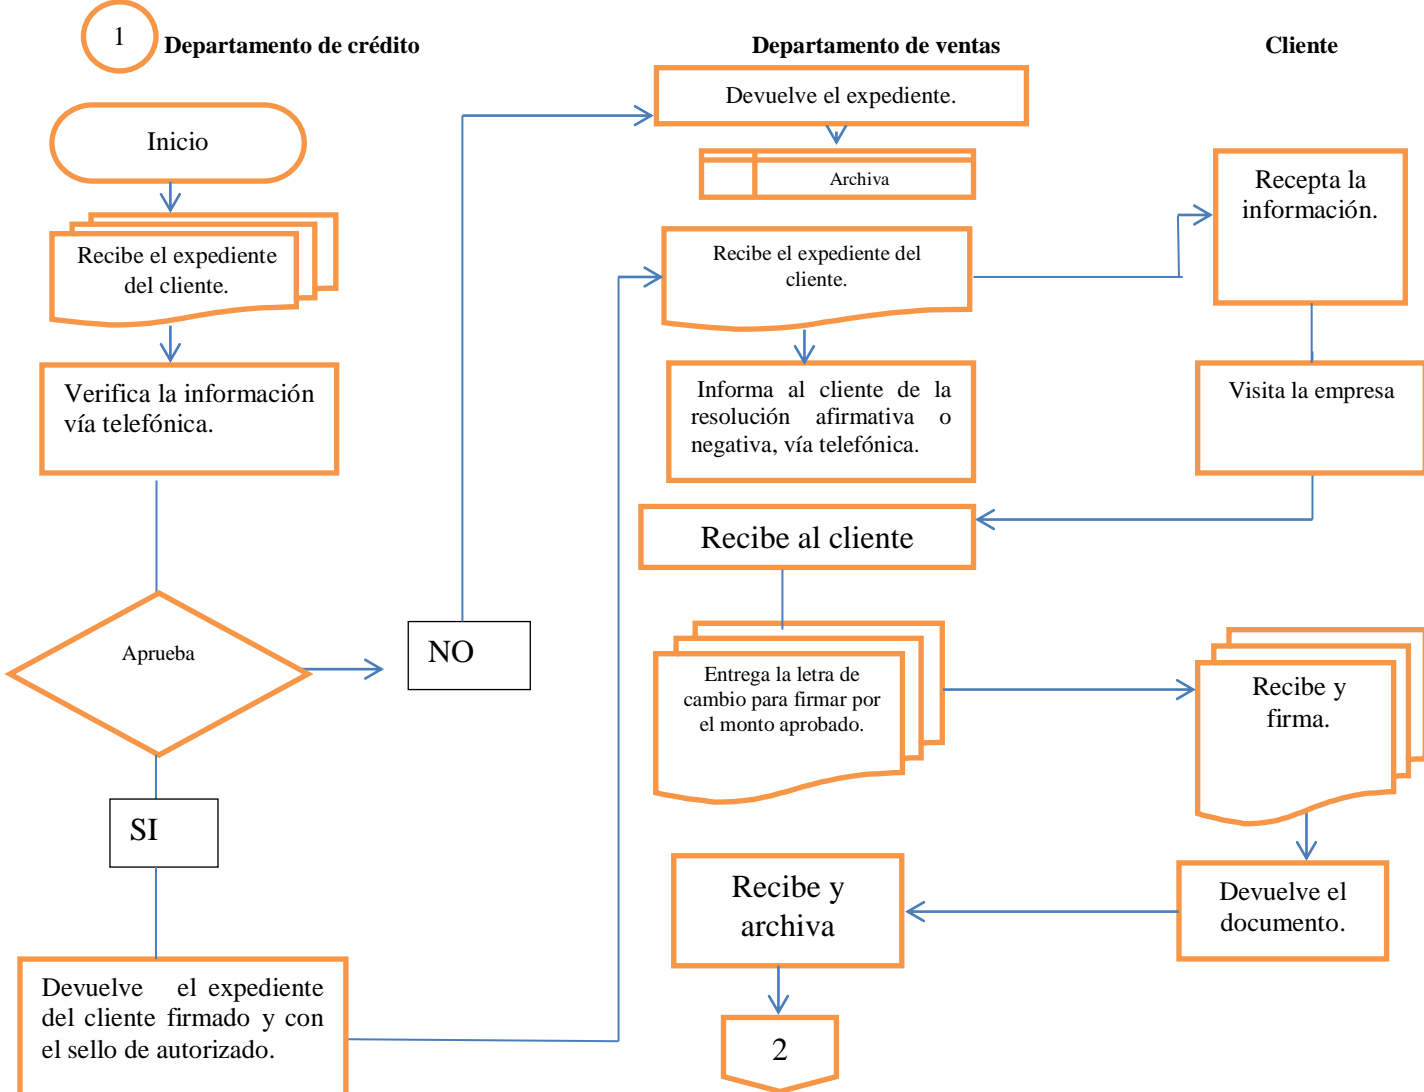 1
Departamento de crédito
Departamento de ventas
Cliente
Inicio
Recibe el expediente
del cliente.
Verifica la información
vía telefónica.
Aprueba
NO
SI
Devuelve el expediente
del cliente firmado y con
el sello de autorizado.
Devuelve el expediente.
Archiva
Recibe el expediente del
cliente.
Informa al cliente de la
resolución afirmativa o
negativa, vía telefónica.
Recepta la
información.
Visita la empresa
Recibe al cliente
Entrega la letra de
cambio para firmar por
el monto aprobado.
Recibe y
firma.
Devuelve el
documento.
Recibe y
archiva
2